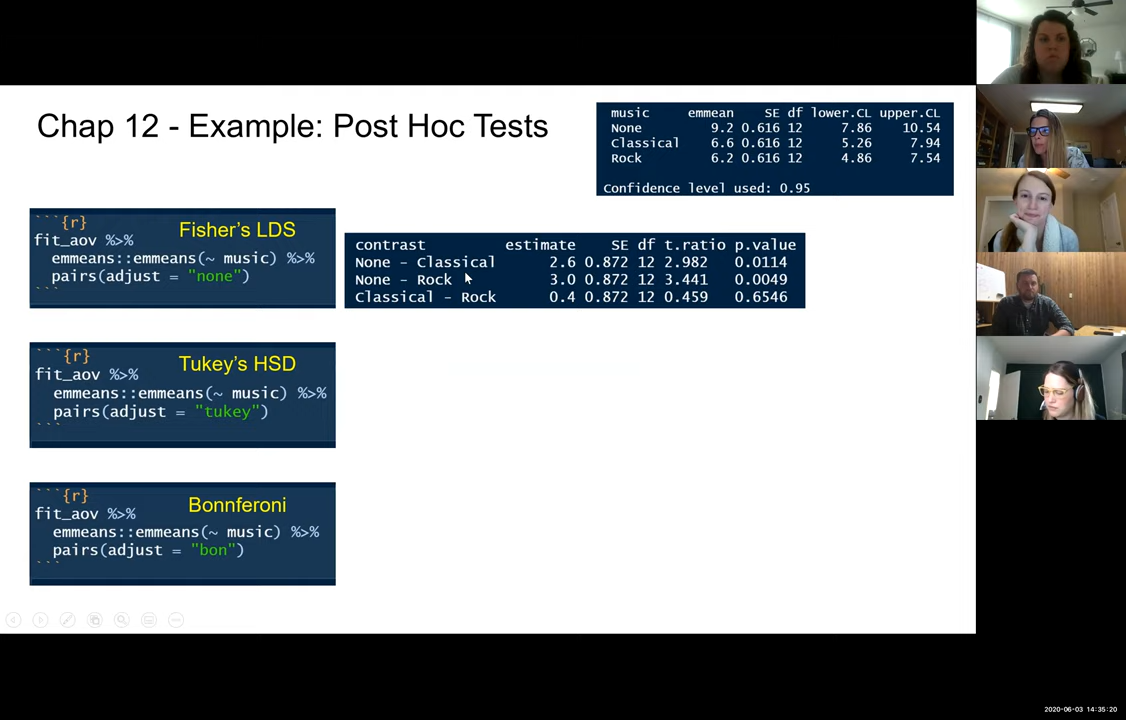 Chap 12 - Example: Post Hoc Tests
music emmean SE df lower.CL upper.CL
None 9.2 0.616 12 7.86 10.54
Classical 6.6 0.616 12 5.26 7.94
Rock 6.2 0.616 12 4.86 7.54
Confidence level used: 0.95
```{r}
Fisher's LDS
fit_aov %>%
emmeans::emmeans(~ music) %>%
pairs(adjust = "none")
```
contrast estimate SE df t.ratio p.value
None - Classical 2.6 0.872 12 2.982 0.0114
None - Rock 3.0 0.872 12 3.441 0.0049
Classical - Rock 0.4 0.872 12 0.459 0.6546
```{r}
Tukey's HSD
fit_aov %>%
emmeans::emmeans(~ music) %>%
pairs(adjust = "tukey")
```
```{r}
Bonnferoni
fit_aov %>%
emmeans::emmeans(~ music) %>%
pairs(adjust = "bon")
```
2020-06-03 14:35:20